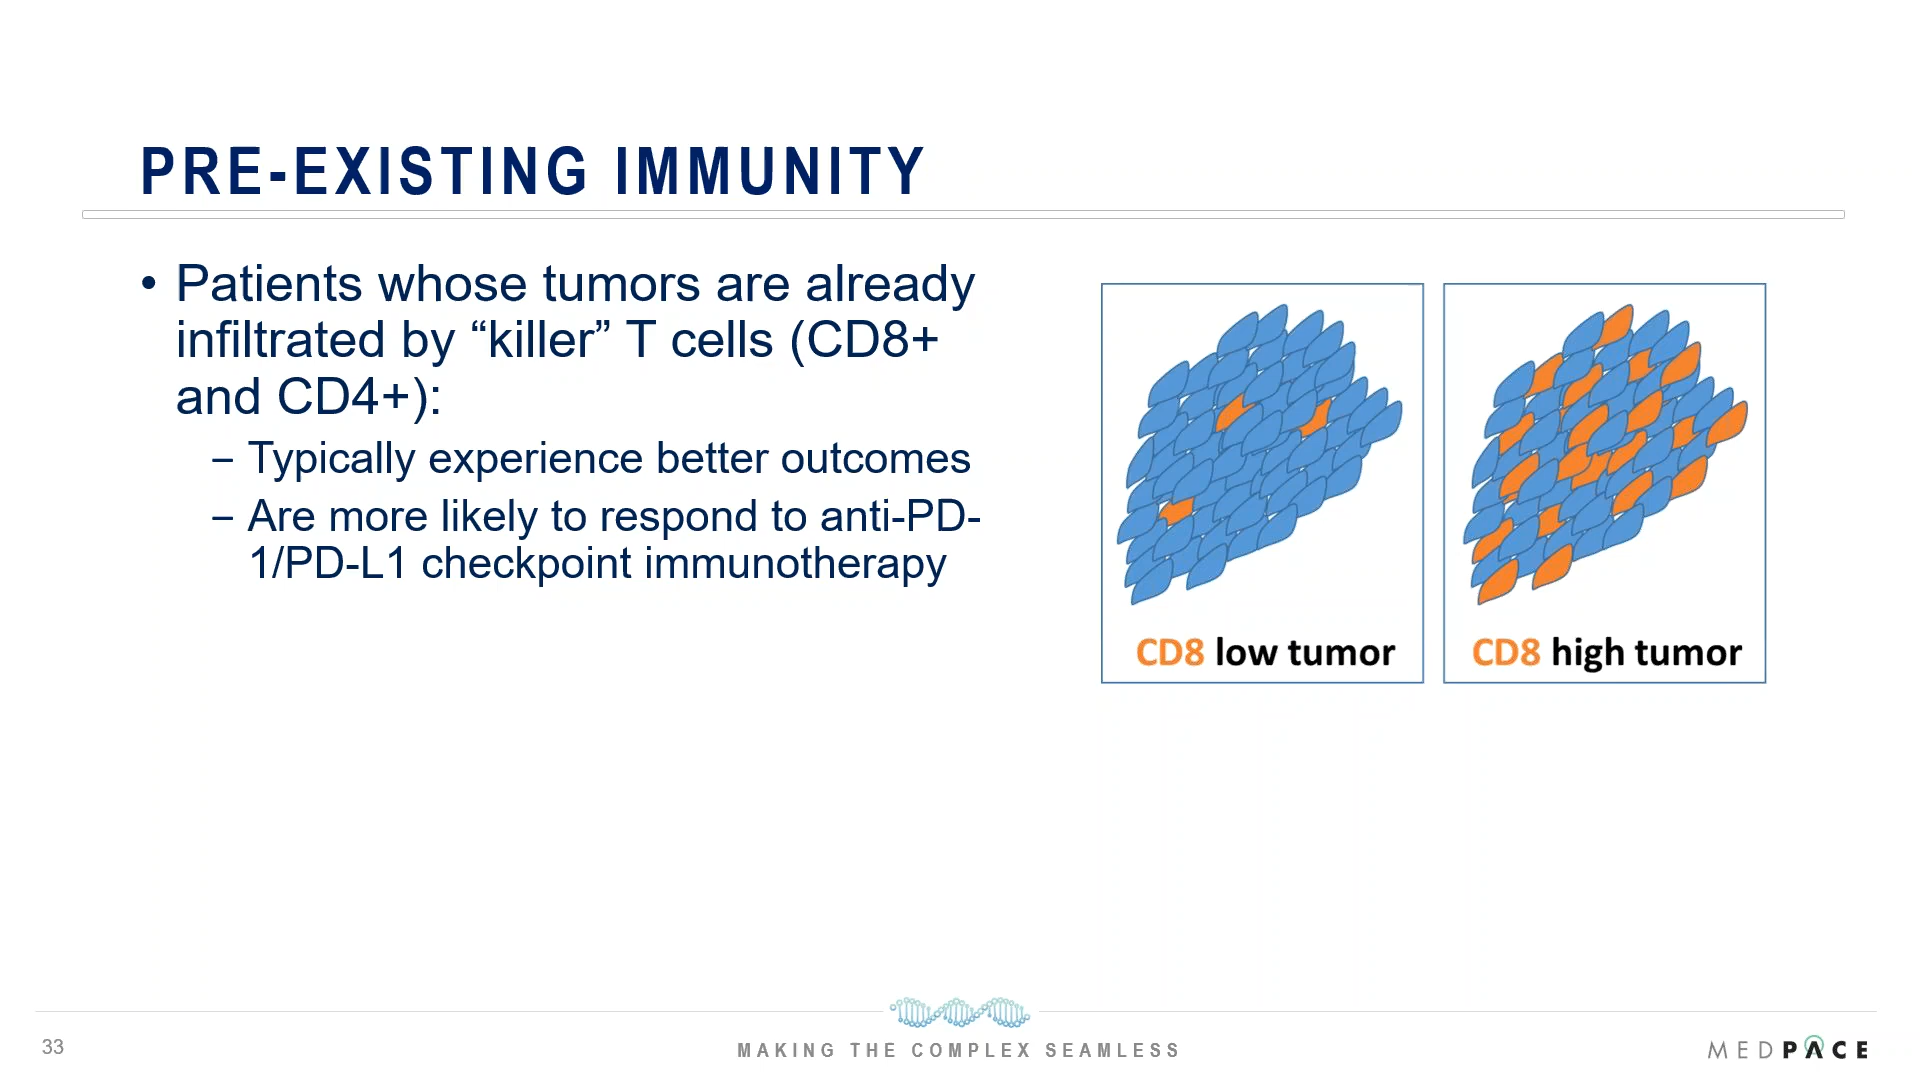 PRE-EXISTING IMMUNITY
• Patients whose tumors are already
infiltrated by “killer” T cells (CD8+
and CD4+):
– Typically experience better outcomes
– Are more likely to respond to anti-PD-
1/PD-L1 checkpoint immunotherapy
CD8 low tumor
CD8 high tumor
33
MAKING THE COMPLEX SEAMLESS
MEDPACE